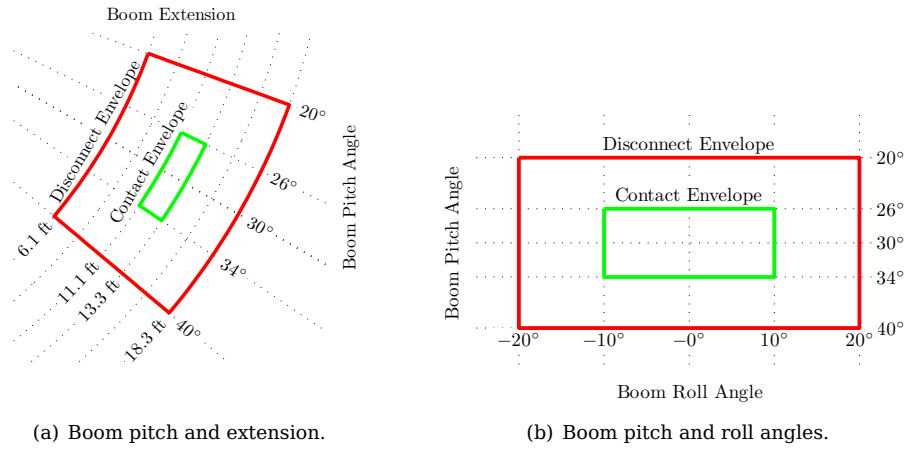 Boom Extension
Disconnect Envelope
Contact Envelope
20°
26°
30°
34°
40°
Boom Pitch Angle
6.1 ft
11.1 ft
13.3 ft
18.3 ft
(a) Boom pitch and extension.
Disconnect Envelope
Contact Envelope
Boom Pitch Angle
20°
26°
30°
34°
40°
−20°
−10°
−0°
10°
20°
Boom Roll Angle
(b) Boom pitch and roll angles.